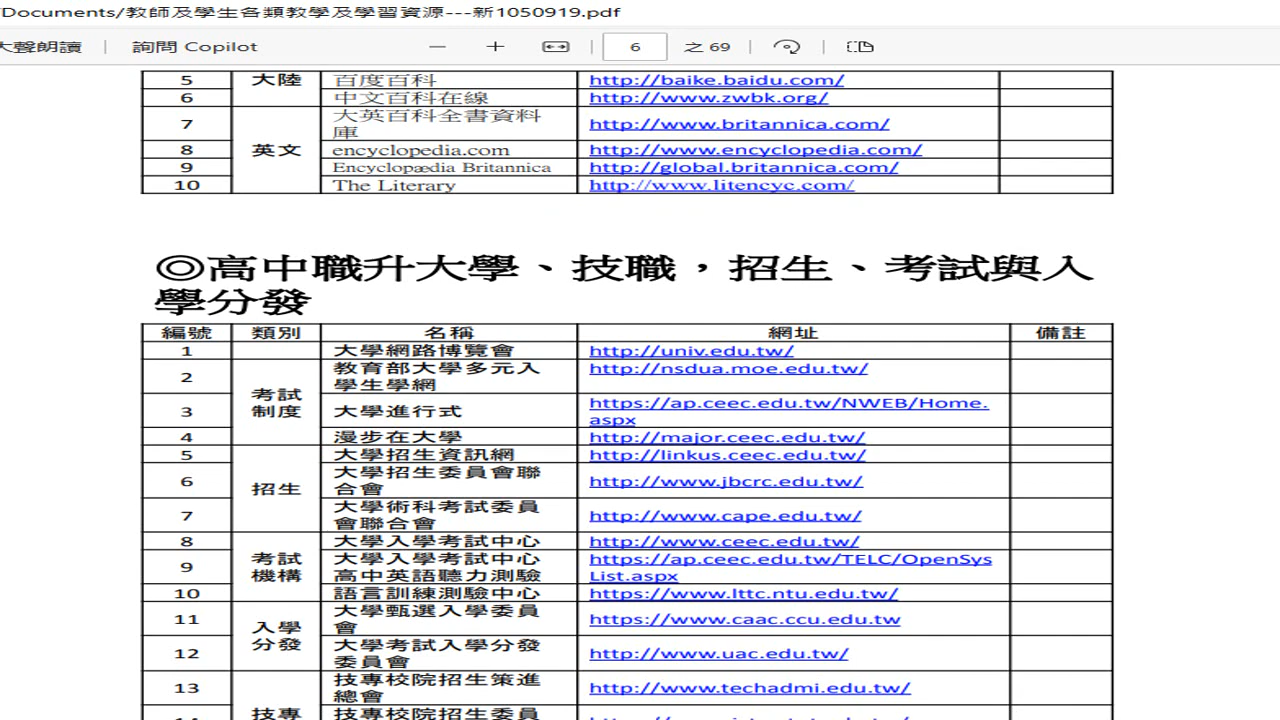 Documents/教師及學生各類教學及學習資源---新1050919.pdf
大聲朗讀 詢問 Copilot 6 之 69
5 大陸 百度百科 http://baike.baidu.com/
6 中文百科在線 http://www.zwbk.org/
7 大英百科全書資料庫 http://www.britannica.com/
英文
8 encyclopedia.com http://www.encyclopedia.com/
9 Encyclopædia Britannica http://global.britannica.com/
10 The Literary http://www.litencyc.com/
◎高中職升大學、技職，招生、考試與入
學分發
編號 類別 名稱 網址 備註
1 大學網路博覽會 http://univ.edu.tw/
考試
制度
2 教育部大學多元入
學生學網 http://nsdua.moe.edu.tw/
3 大學進行式 https://ap.ceec.edu.tw/NWEB/Home.
aspx
4 漫步在大學 http://major.ceec.edu.tw/
招生
5 大學招生資訊網 http://linkus.ceec.edu.tw/
6 大學招生委員會聯
合會 http://www.jbcrc.edu.tw/
7 大學術科考試委員
會聯合會 http://www.cape.edu.tw/
考試
機構
8 大學入學考試中心 http://www.ceec.edu.tw/
9 大學入學考試中心
高中英語聽力測驗 https://ap.ceec.edu.tw/TELC/OpenSys
List.aspx
10 語言訓練測驗中心 https://www.lttc.ntu.edu.tw/
入學
分發
11 大學甄選入學委員
會 https://www.caac.ccu.edu.tw
12 大學考試入學分發
委員會 http://www.uac.edu.tw/
13 技專校院招生策進
總會 http://www.techadmi.edu.tw/
技專
14 技專校院招生委員